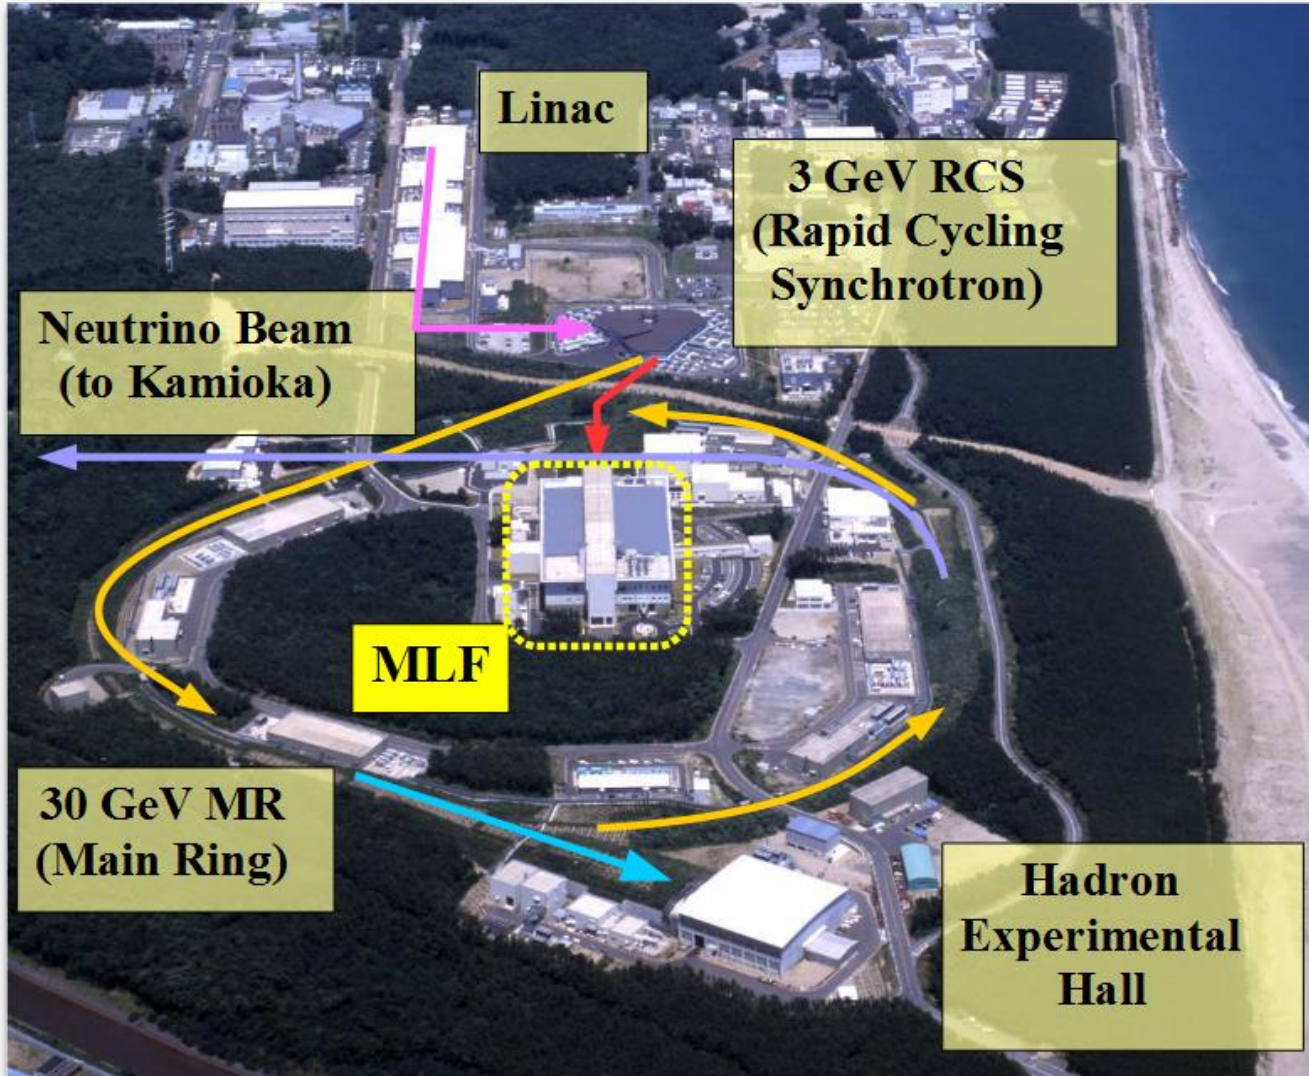 Linac
3 GeV RCS
(Rapid Cycling
Synchrotron)
Neutrino Beam
(to Kamioka)
MLF
30 GeV MR
(Main Ring)
Hadron
Experimental
Hall